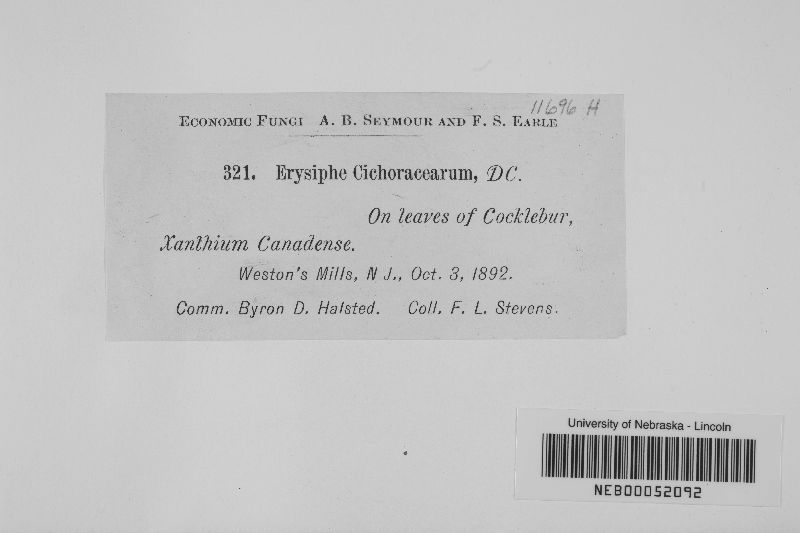 11696 H
Economic Fungi A. B. Seymour and F. S. Earle
321. Erysiphe Cichoracearum, DC.
On leaves of Cocklebur,
Xanthium Canadense.
Weston's Mills, N J., Oct. 3, 1892.
Comm. Byron D. Halsted. Coll. F. L. Stevens.
University of Nebraska - Lincoln
NEB00052092